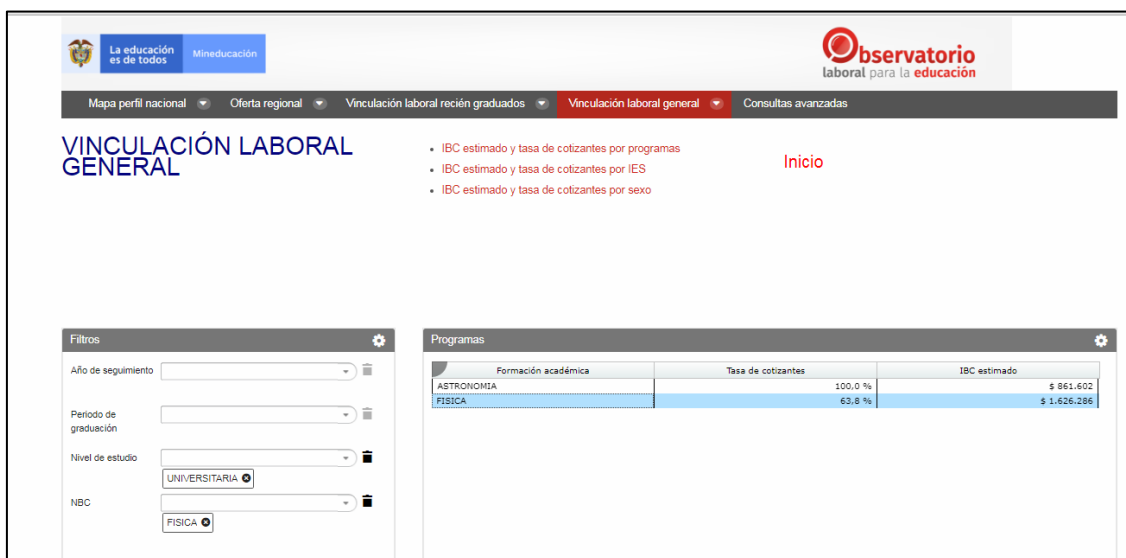 La educación
es de todos
Mineducación
Observatorio
laboral para la educación
Mapa perfil nacional
Oferta regional
Vinculación laboral recién graduados
Vinculación laboral general
Consultas avanzadas
VINCULACIÓN LABORAL
GENERAL
IBC estimado y tasa de cotizantes por programas
IBC estimado y tasa de cotizantes por IES
IBC estimado y tasa de cotizantes por sexo
Inicio
Filtros
Año de seguimiento
Periodo de
graduación
Nivel de estudio
UNIVERSITARIA
NBC
FISICA
Programas
Formación académica Tasa de cotizantes IBC estimado
ASTRONOMIA 100,0 % $ 861.602
FISICA 63,8 % $ 1.626.286